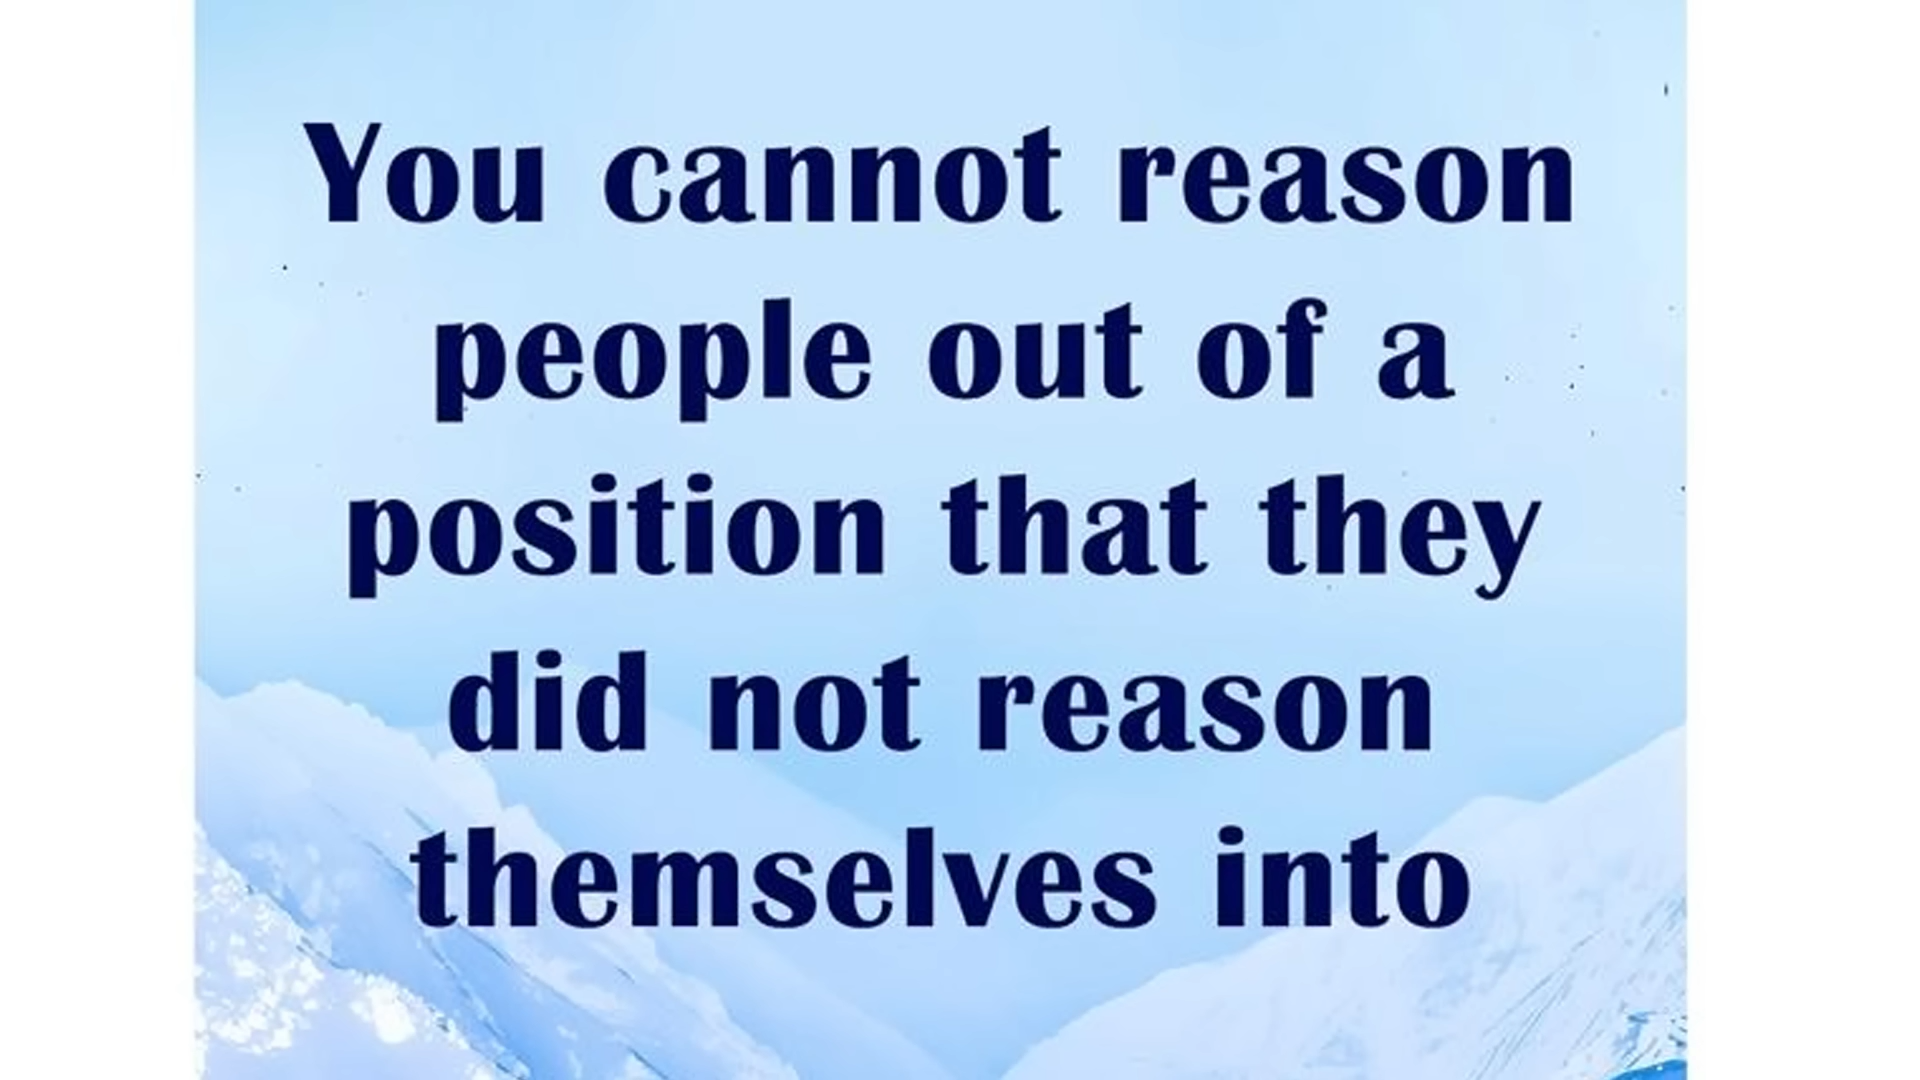 You cannot reason
people out of a
position that they
did not reason
themselves into